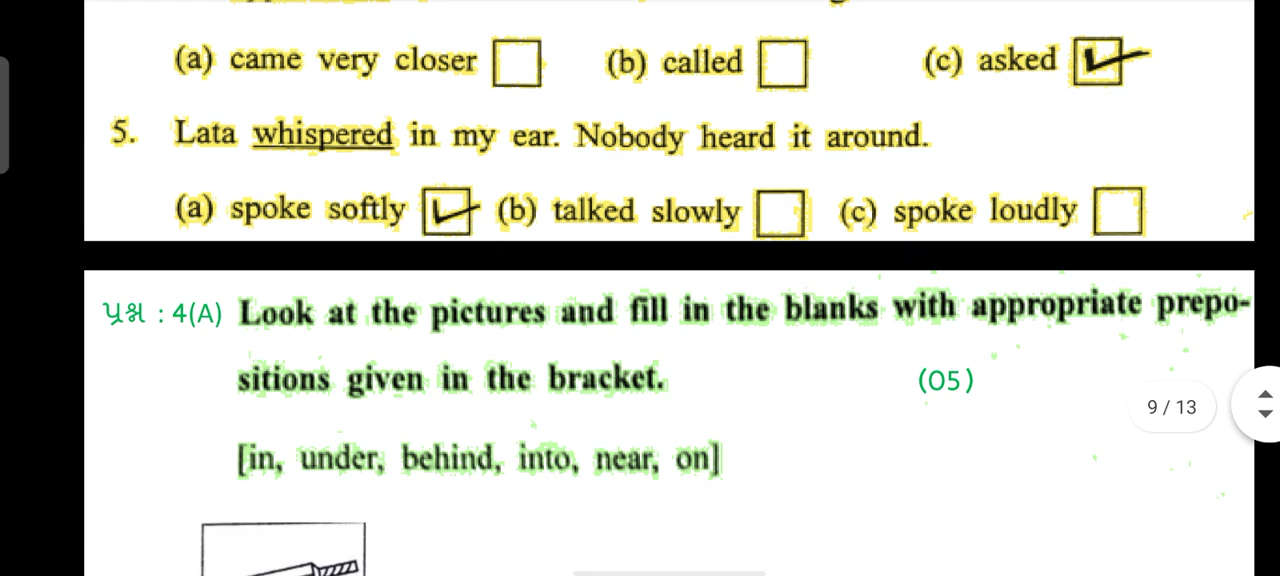 (a) came very closer (b) called (c) asked
5. Lata whispered in my ear. Nobody heard it around.
(a) spoke softly (b) talked slowly (c) spoke loudly
પ્રશ્ન : 4(A) Look at the pictures and fill in the blanks with appropriate prepo-
sitions given in the bracket. (05)
9 / 13
[in, under, behind, into, near, on]